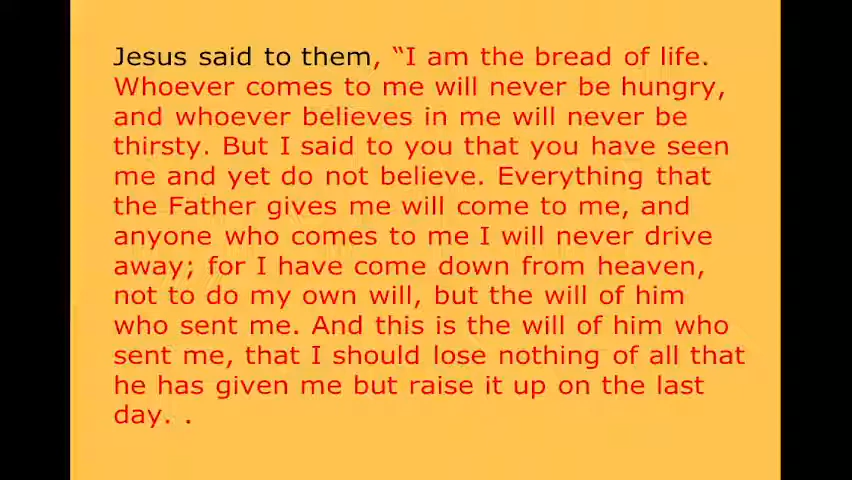 Jesus said to them, “I am the bread of life.
Whoever comes to me will never be hungry,
and whoever believes in me will never be
thirsty. But I said to you that you have seen
me and yet do not believe. Everything that
the Father gives me will come to me, and
anyone who comes to me I will never drive
away; for I have come down from heaven,
not to do my own will, but the will of him
who sent me. And this is the will of him who
sent me, that I should lose nothing of all that
he has given me but raise it up on the last
day. .